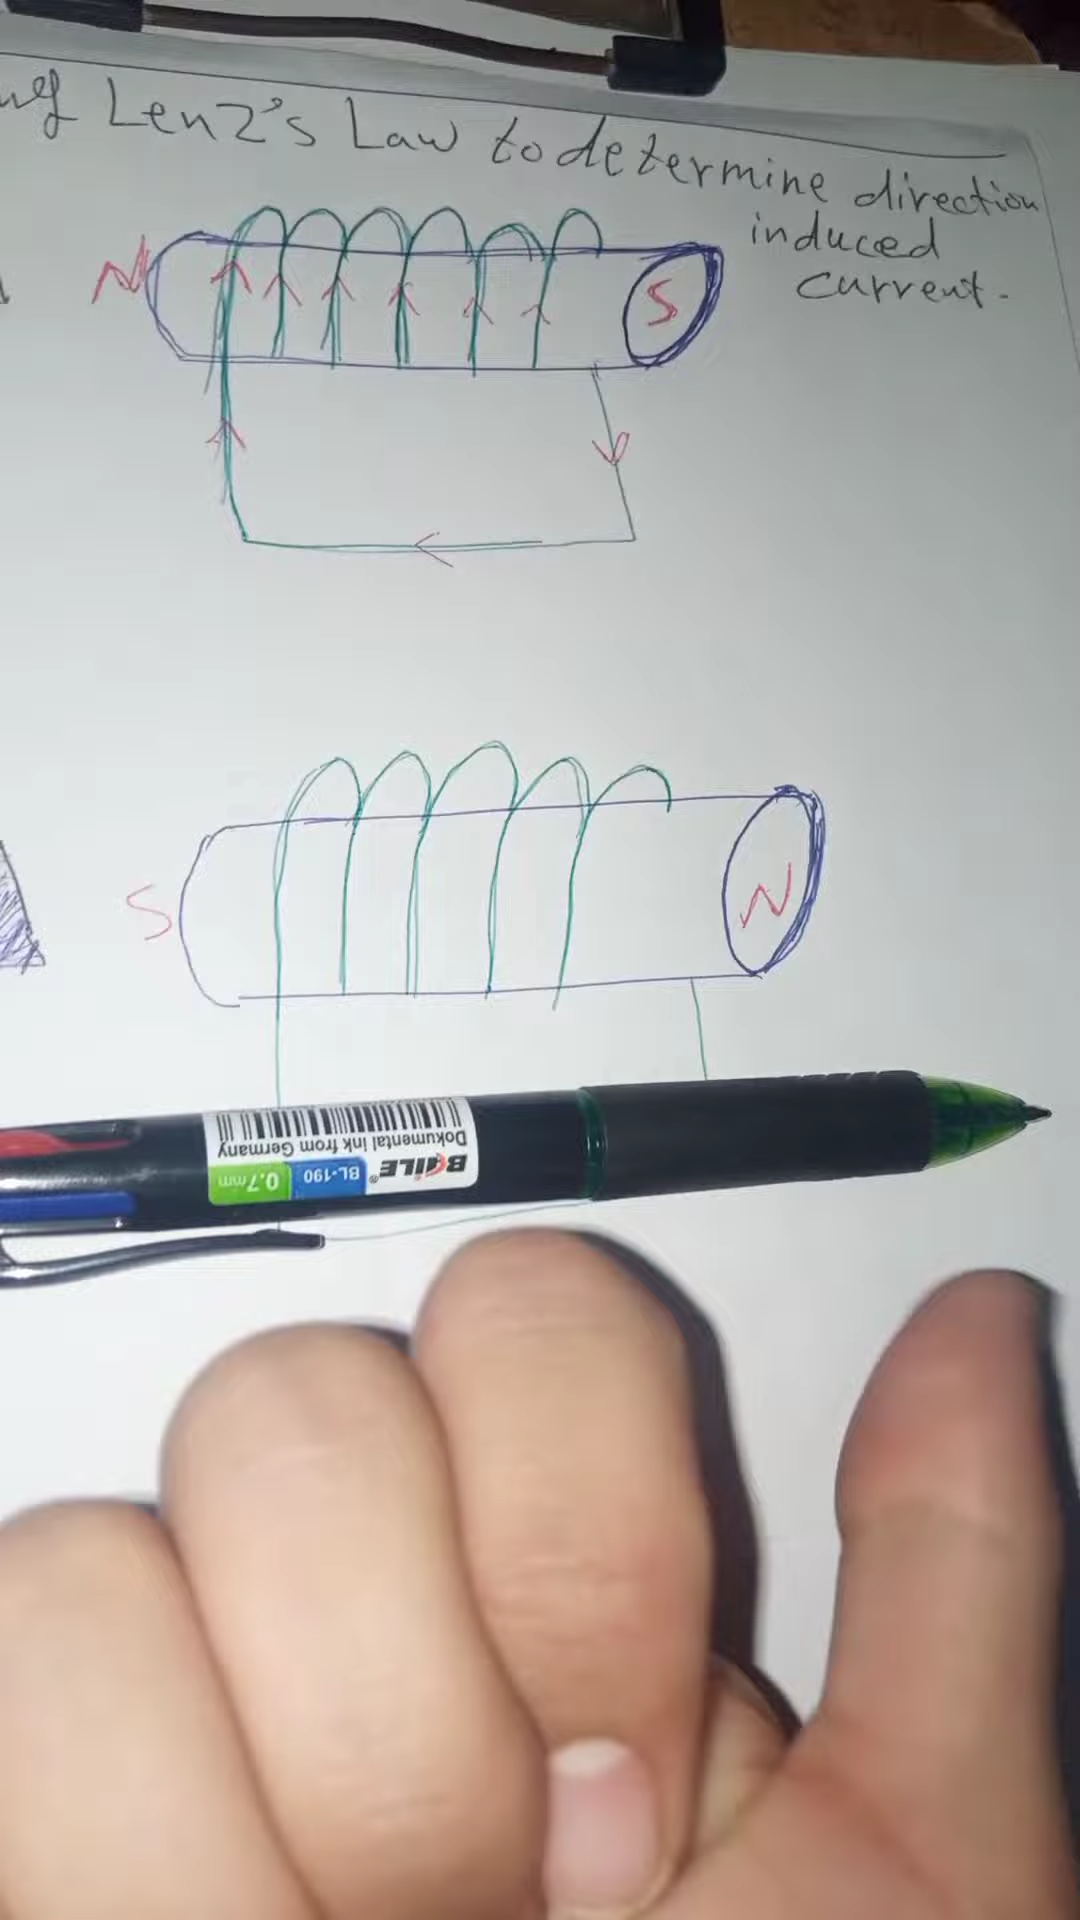 Lenz's Law to determine direction
induced
current.
N
S
S
N
BAILE®
BL-190
0.7mm
Dokumental ink from Germany